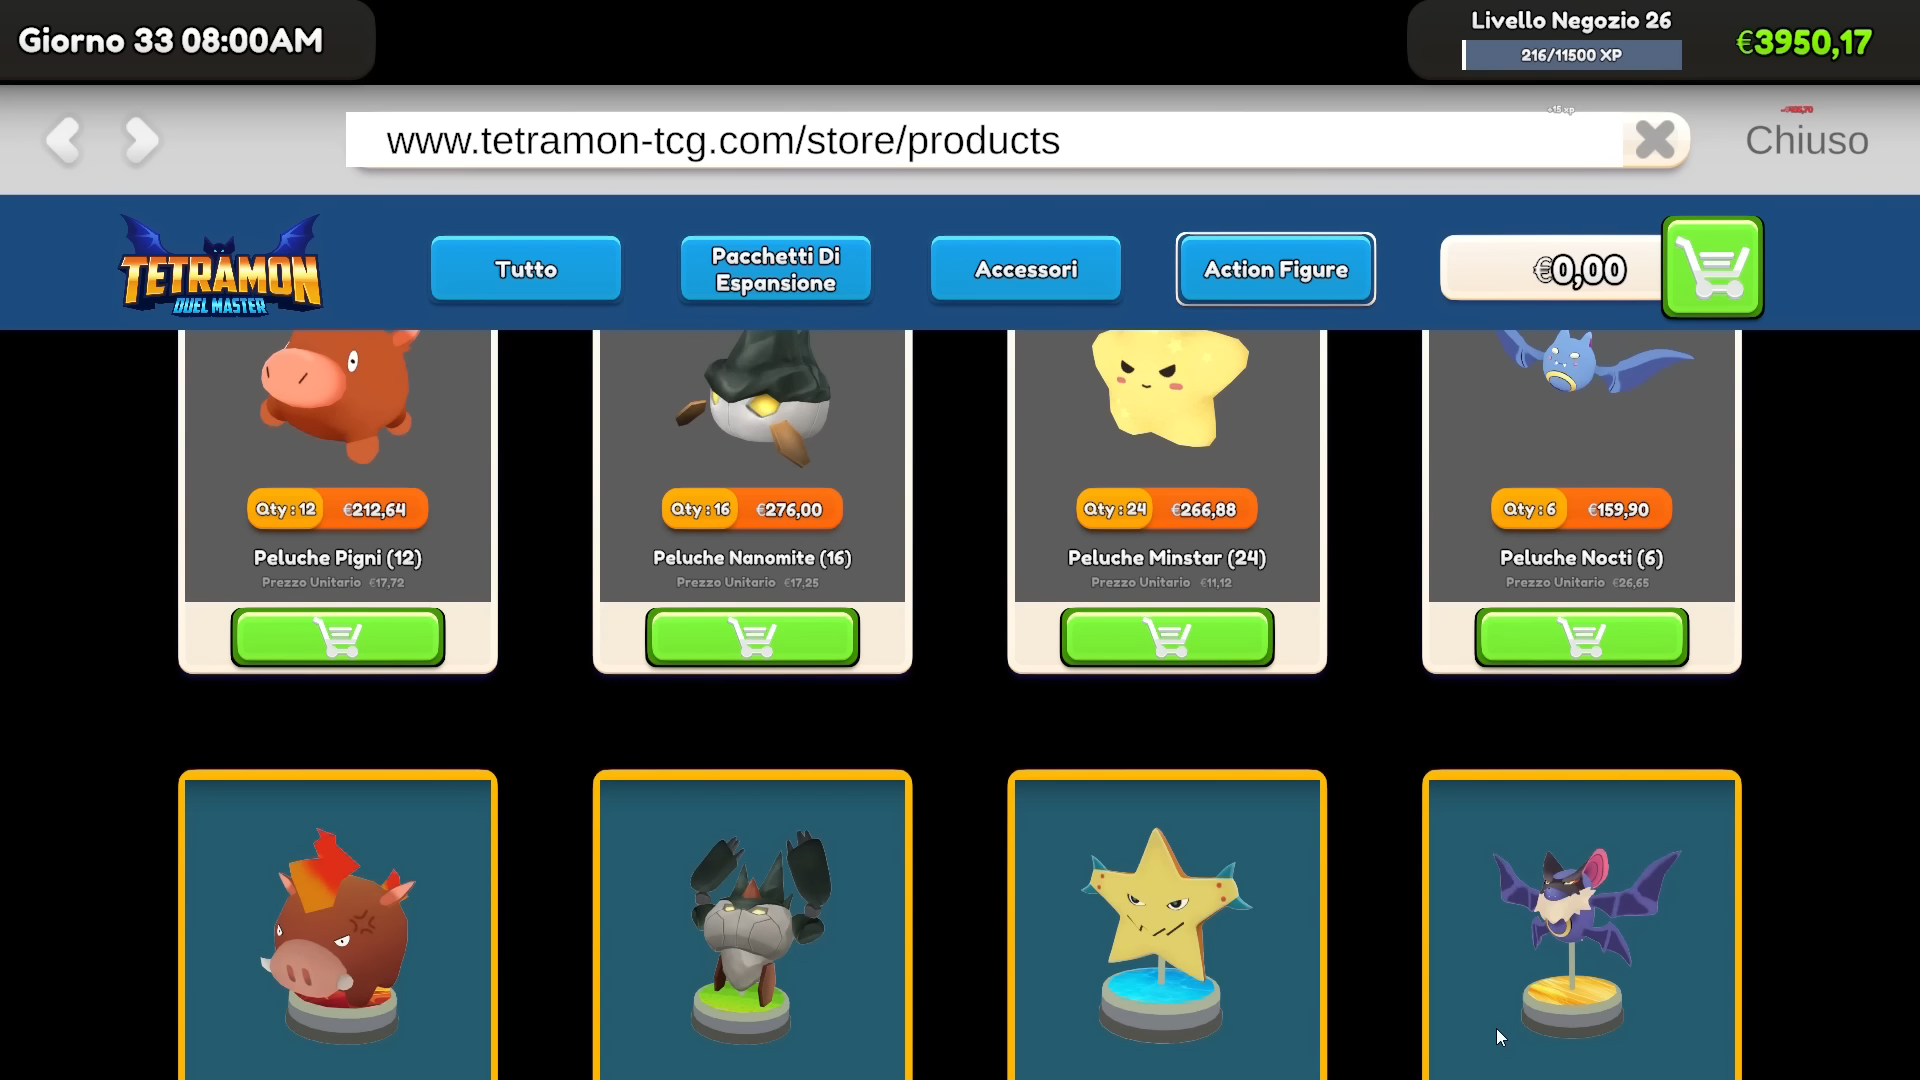 Giorno 33 08:00AM
Livello Negozio 26
216/11500 XP
€3950,17
www.tetramon-tcg.com/store/products
+15 xp
Chiuso
TETRAMON
DUEL MASTER
Tutto
Pacchetti Di
Espansione
Accessori
Action Figure
€0,00
Qty : 12 €212,64
Peluche Pigni (12)
Prezzo Unitario €17,72
Qty : 16 €276,00
Peluche Nanomite (16)
Prezzo Unitario €17,25
Qty : 24 €266,88
Peluche Minstar (24)
Prezzo Unitario €11,12
Qty : 6 €159,90
Peluche Nocti (6)
Prezzo Unitario €26,65